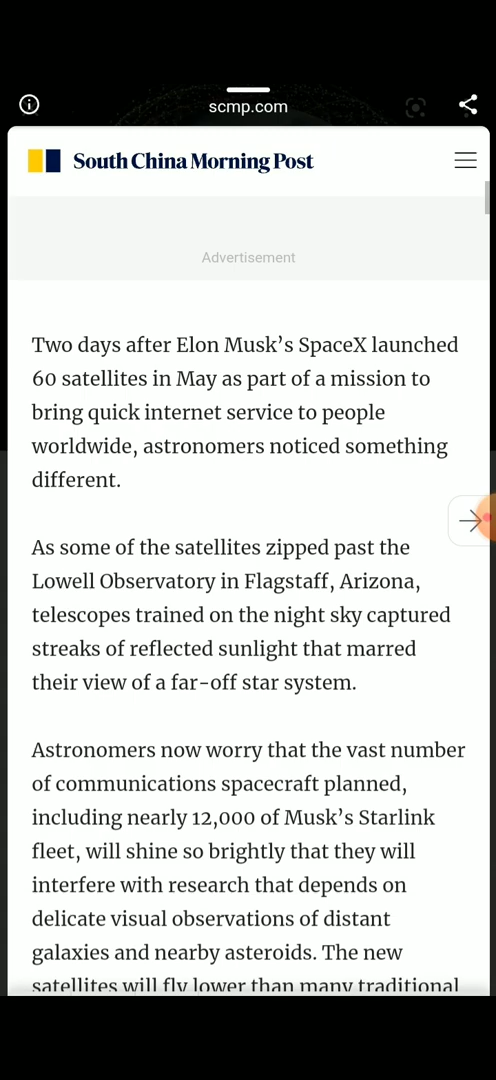 scmp.com
South China Morning Post
Advertisement
Two days after Elon Musk’s SpaceX launched
60 satellites in May as part of a mission to
bring quick internet service to people
worldwide, astronomers noticed something
different.
As some of the satellites zipped past the
Lowell Observatory in Flagstaff, Arizona,
telescopes trained on the night sky captured
streaks of reflected sunlight that marred
their view of a far-off star system.
Astronomers now worry that the vast number
of communications spacecraft planned,
including nearly 12,000 of Musk’s Starlink
fleet, will shine so brightly that they will
interfere with research that depends on
delicate visual observations of distant
galaxies and nearby asteroids. The new
satellites will fly lower than many traditional